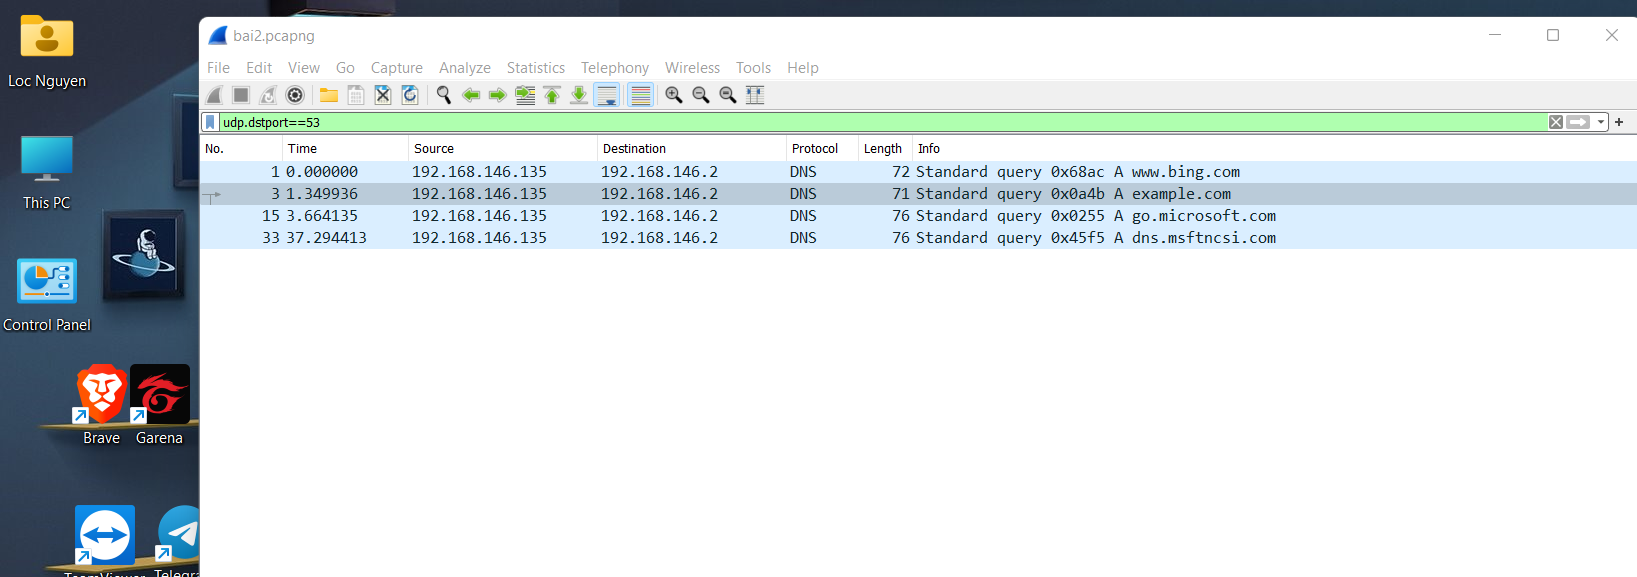 bai2.pcapng
File Edit View Go Capture Analyze Statistics Telephony Wireless Tools Help
udp.dstport==53
No. Time Source Destination Protocol Length Info
1 0.000000 192.168.146.135 192.168.146.2 DNS 72 Standard query 0x68ac A www.bing.com
3 1.349936 192.168.146.135 192.168.146.2 DNS 71 Standard query 0x0a4b A example.com
15 3.664135 192.168.146.135 192.168.146.2 DNS 76 Standard query 0x0255 A go.microsoft.com
33 37.294413 192.168.146.135 192.168.146.2 DNS 76 Standard query 0x45f5 A dns.msftncsi.com
Loc Nguyen
This PC
Control Panel
Brave Garena